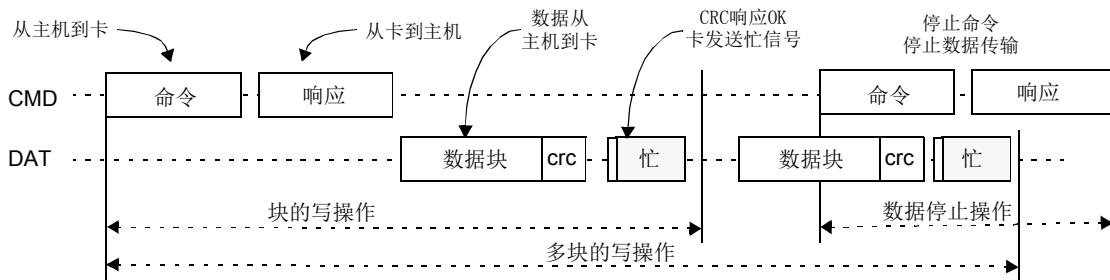 从主机到卡
从卡到主机
数据从
主机到卡
CRC响应OK
卡发送忙信号
停止命令
停止数据传输
CMD
命令
响应
命令
响应
DAT
数据块
crc
忙
数据块
crc
忙
块的写操作
数据停止操作
多块的写操作